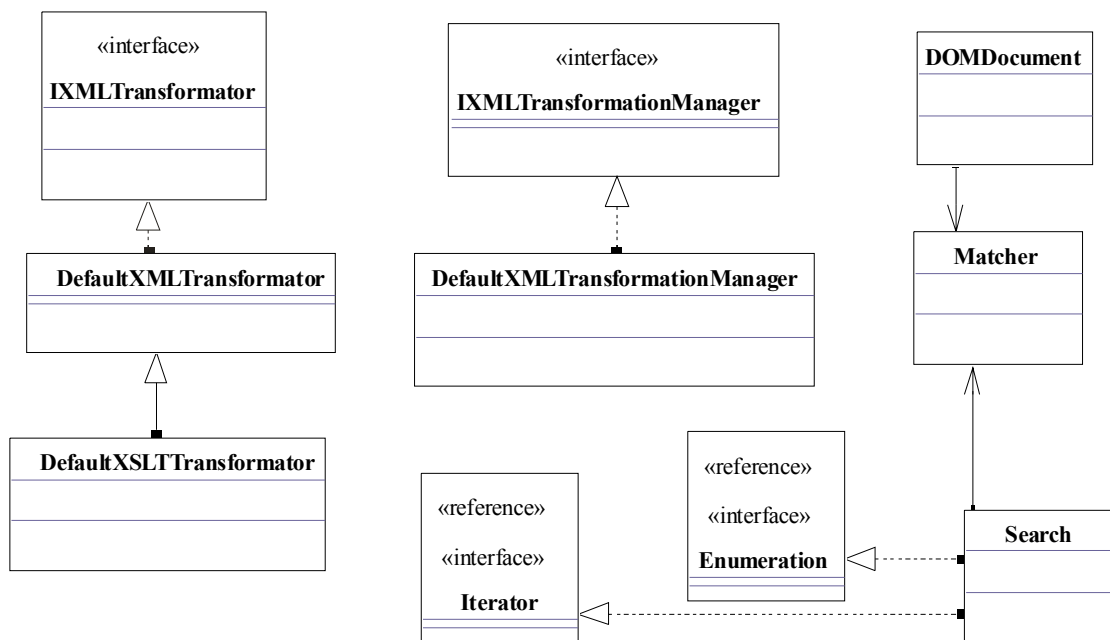 «interface»
IXMLTransformator
«interface»
IXMLTransformationManager
DOMDocument
DefaultXMLTransformator
DefaultXMLTransformationManager
Matcher
DefaultXSLTTransformator
«reference»
«interface»
Iterator
«reference»
«interface»
Enumeration
Search